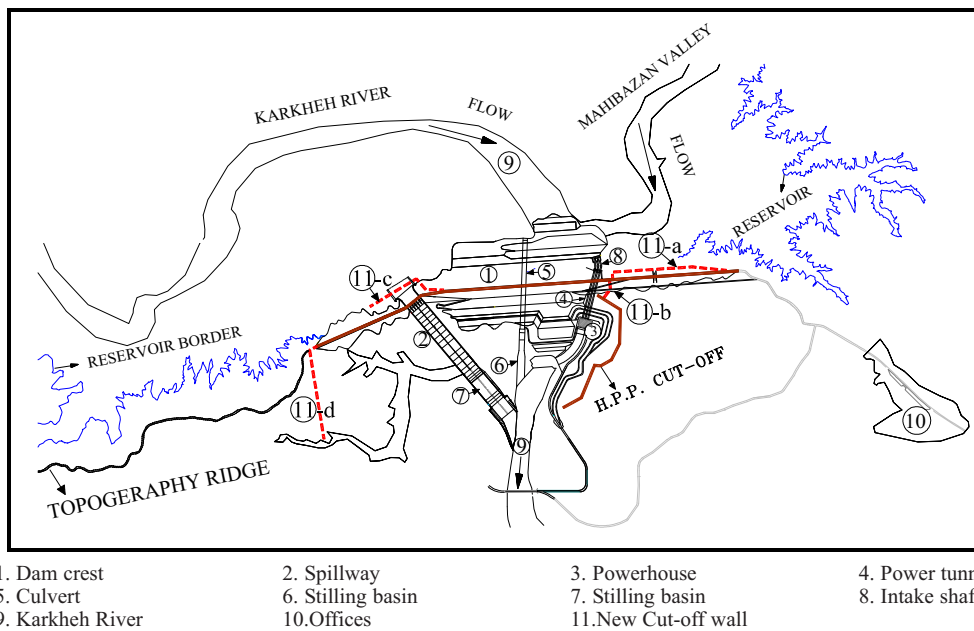 KARKHEH RIVER
FLOW
MAHIBAZAN VALLEY
FLOW
9
RESERVOIR
11-a
8
11-c
1
5
4
11-b
3
RESERVOIR BORDER
2
6
H.P.P. CUT-OFF
7
11-d
10
9
TOPOGERAPHY RIDGE
1. Dam crest 2. Spillway 3. Powerhouse 4. Power tunn
5. Culvert 6. Stilling basin 7. Stilling basin 8. Intake shaf
9. Karkheh River 10.Offices 11.New Cut-off wall